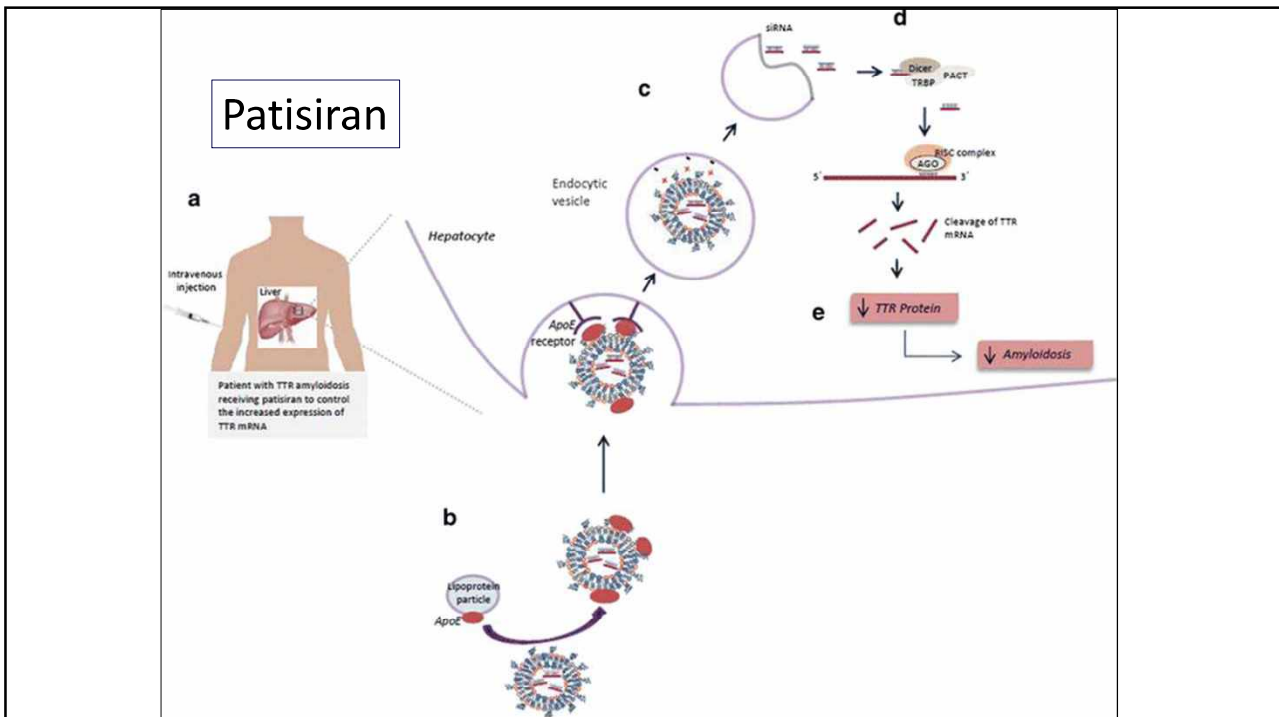 Patisiran
a
Intravenous
injection
Liver
Patient with TTR amyloidosis
receiving patisiran to control
the increased expression of
TTR mRNA
Hepatocyte
b
Lipoprotein
particle
ApoE
ApoE
receptor
c
Endocytic
vesicle
siRNA
d
Dicer
TRBP
PACT
RISC complex
AGO
5'
3'
Cleavage of TTR
mRNA
e
↓ TTR Protein
↓ Amyloidosis